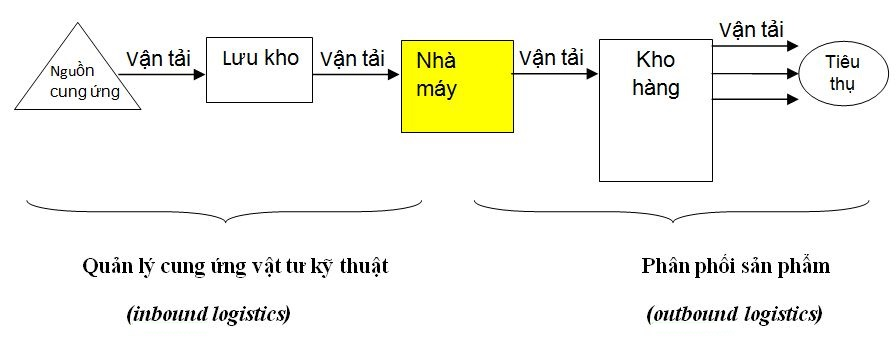 Nguồn
cung ứng
Vận tải
Lưu kho
Vận tải
Nhà
máy
Vận tải
Kho
hàng
Vận tải
Tiêu
thụ
Quản lý cung ứng vật tư kỹ thuật
(inbound logistics)
Phân phối sản phẩm
(outbound logistics)